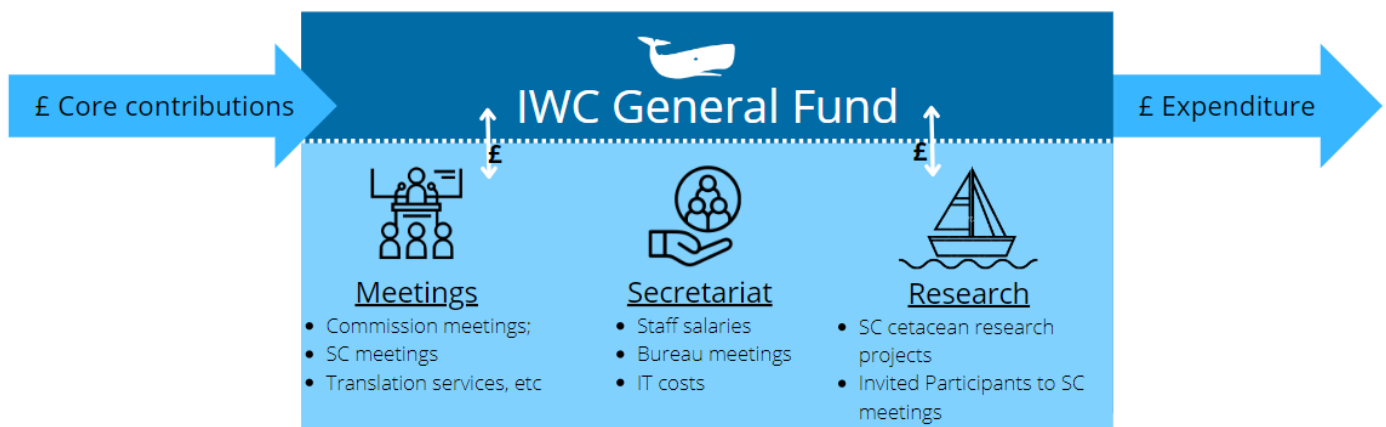 £ Core contributions
IWC General Fund
£ Expenditure
£
£
Meetings
• Commission meetings;
• SC meetings
• Translation services, etc
Secretariat
• Staff salaries
• Bureau meetings
• IT costs
Research
• SC cetacean research
projects
• Invited Participants to SC
meetings